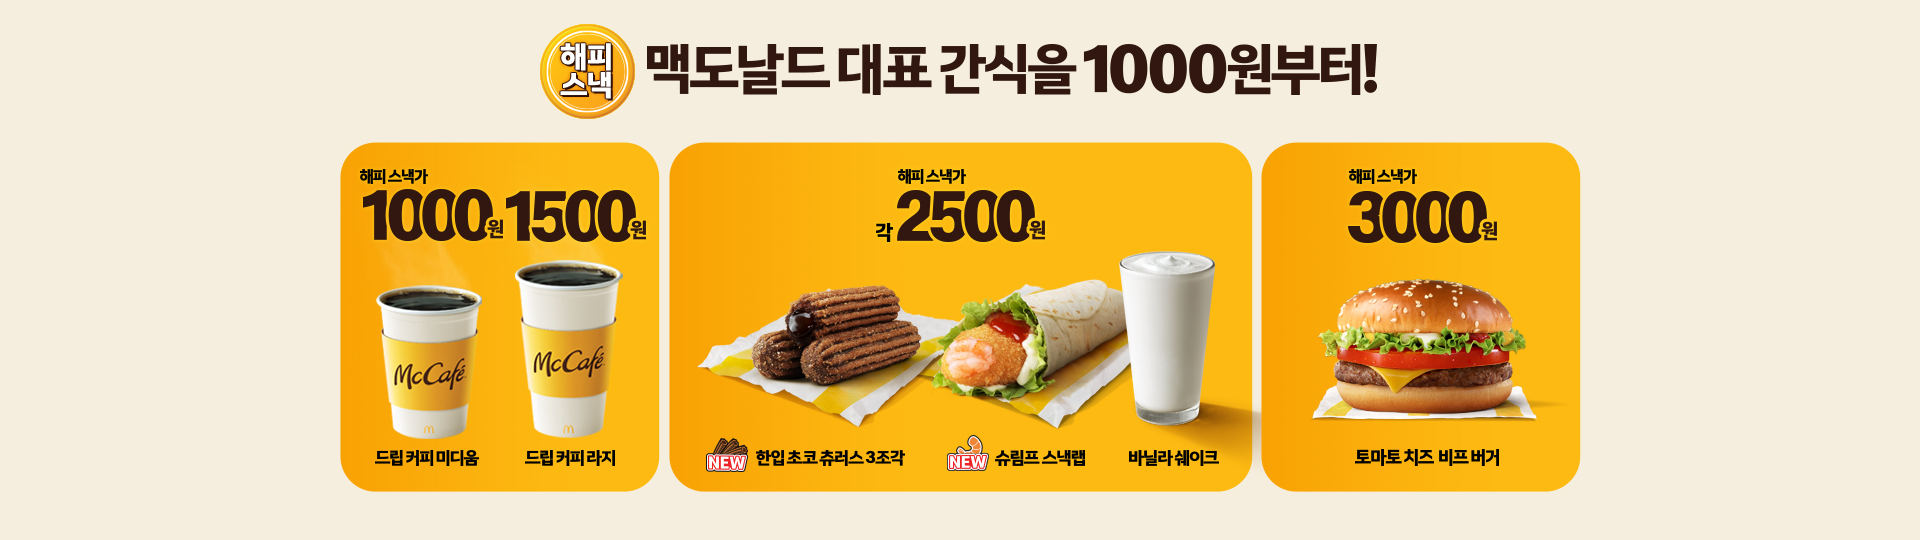 해피
스낵
맥도날드 대표 간식을 1000원부터!
해피 스낵가
1000원 1500원
McCafé
McCafé
드립 커피 미디움
드립 커피 라지
해피 스낵가
각 2500원
NEW 한입 초코 츄러스 3조각
NEW 슈림프 스낵랩
바닐라 쉐이크
해피 스낵가
3000원
토마토 치즈 비프 버거